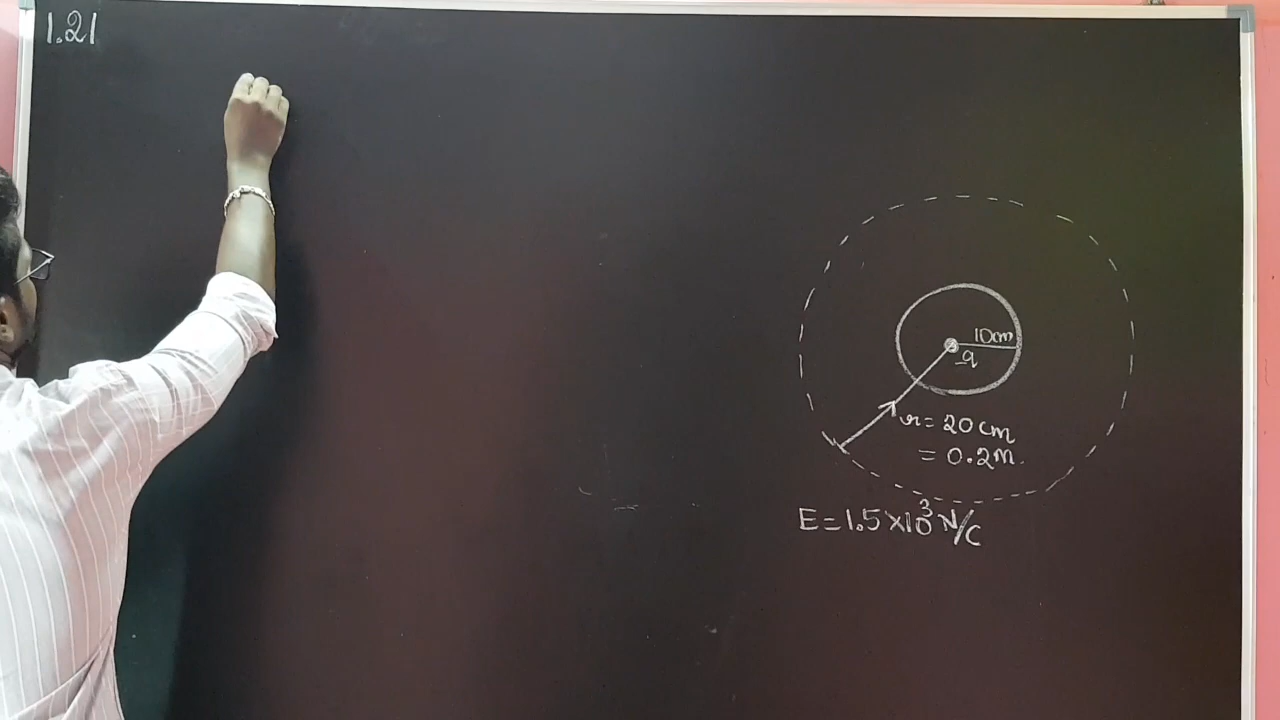 1.21
10cm
q
r = 20 cm
= 0.2m.
E = 1.5 × 10³ N/C